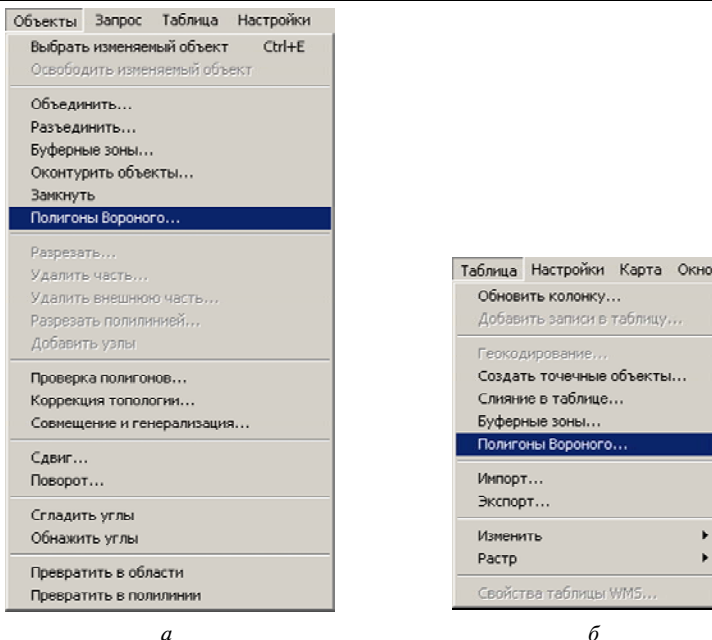 Объекты Запрос Таблица Настройки
Выбрать изменяемый объект Ctrl+E
Освободить изменяемый объект
Объединить...
Разъединить...
Буферные зоны...
Оконтурить объекты...
Замкнуть
Полигоны Вороного...
Разрезать...
Удалить часть...
Удалить внешнюю часть...
Разрезать полилинией...
Добавить узлы
Проверка полигонов...
Коррекция топологии...
Совмещение и генерализация...
Сдвиг...
Поворот...
Сгладить углы
Обнажить углы
Превратить в области
Превратить в полилинии
а
Таблица Настройки Карта Окно
Обновить колонку...
Добавить записи в таблицу...
Геокодирование...
Создать точечные объекты...
Слияние в таблице...
Буферные зоны...
Полигоны Вороного...
Импорт...
Экспорт...
Изменить
Растр
Свойства таблицы WMS...
б